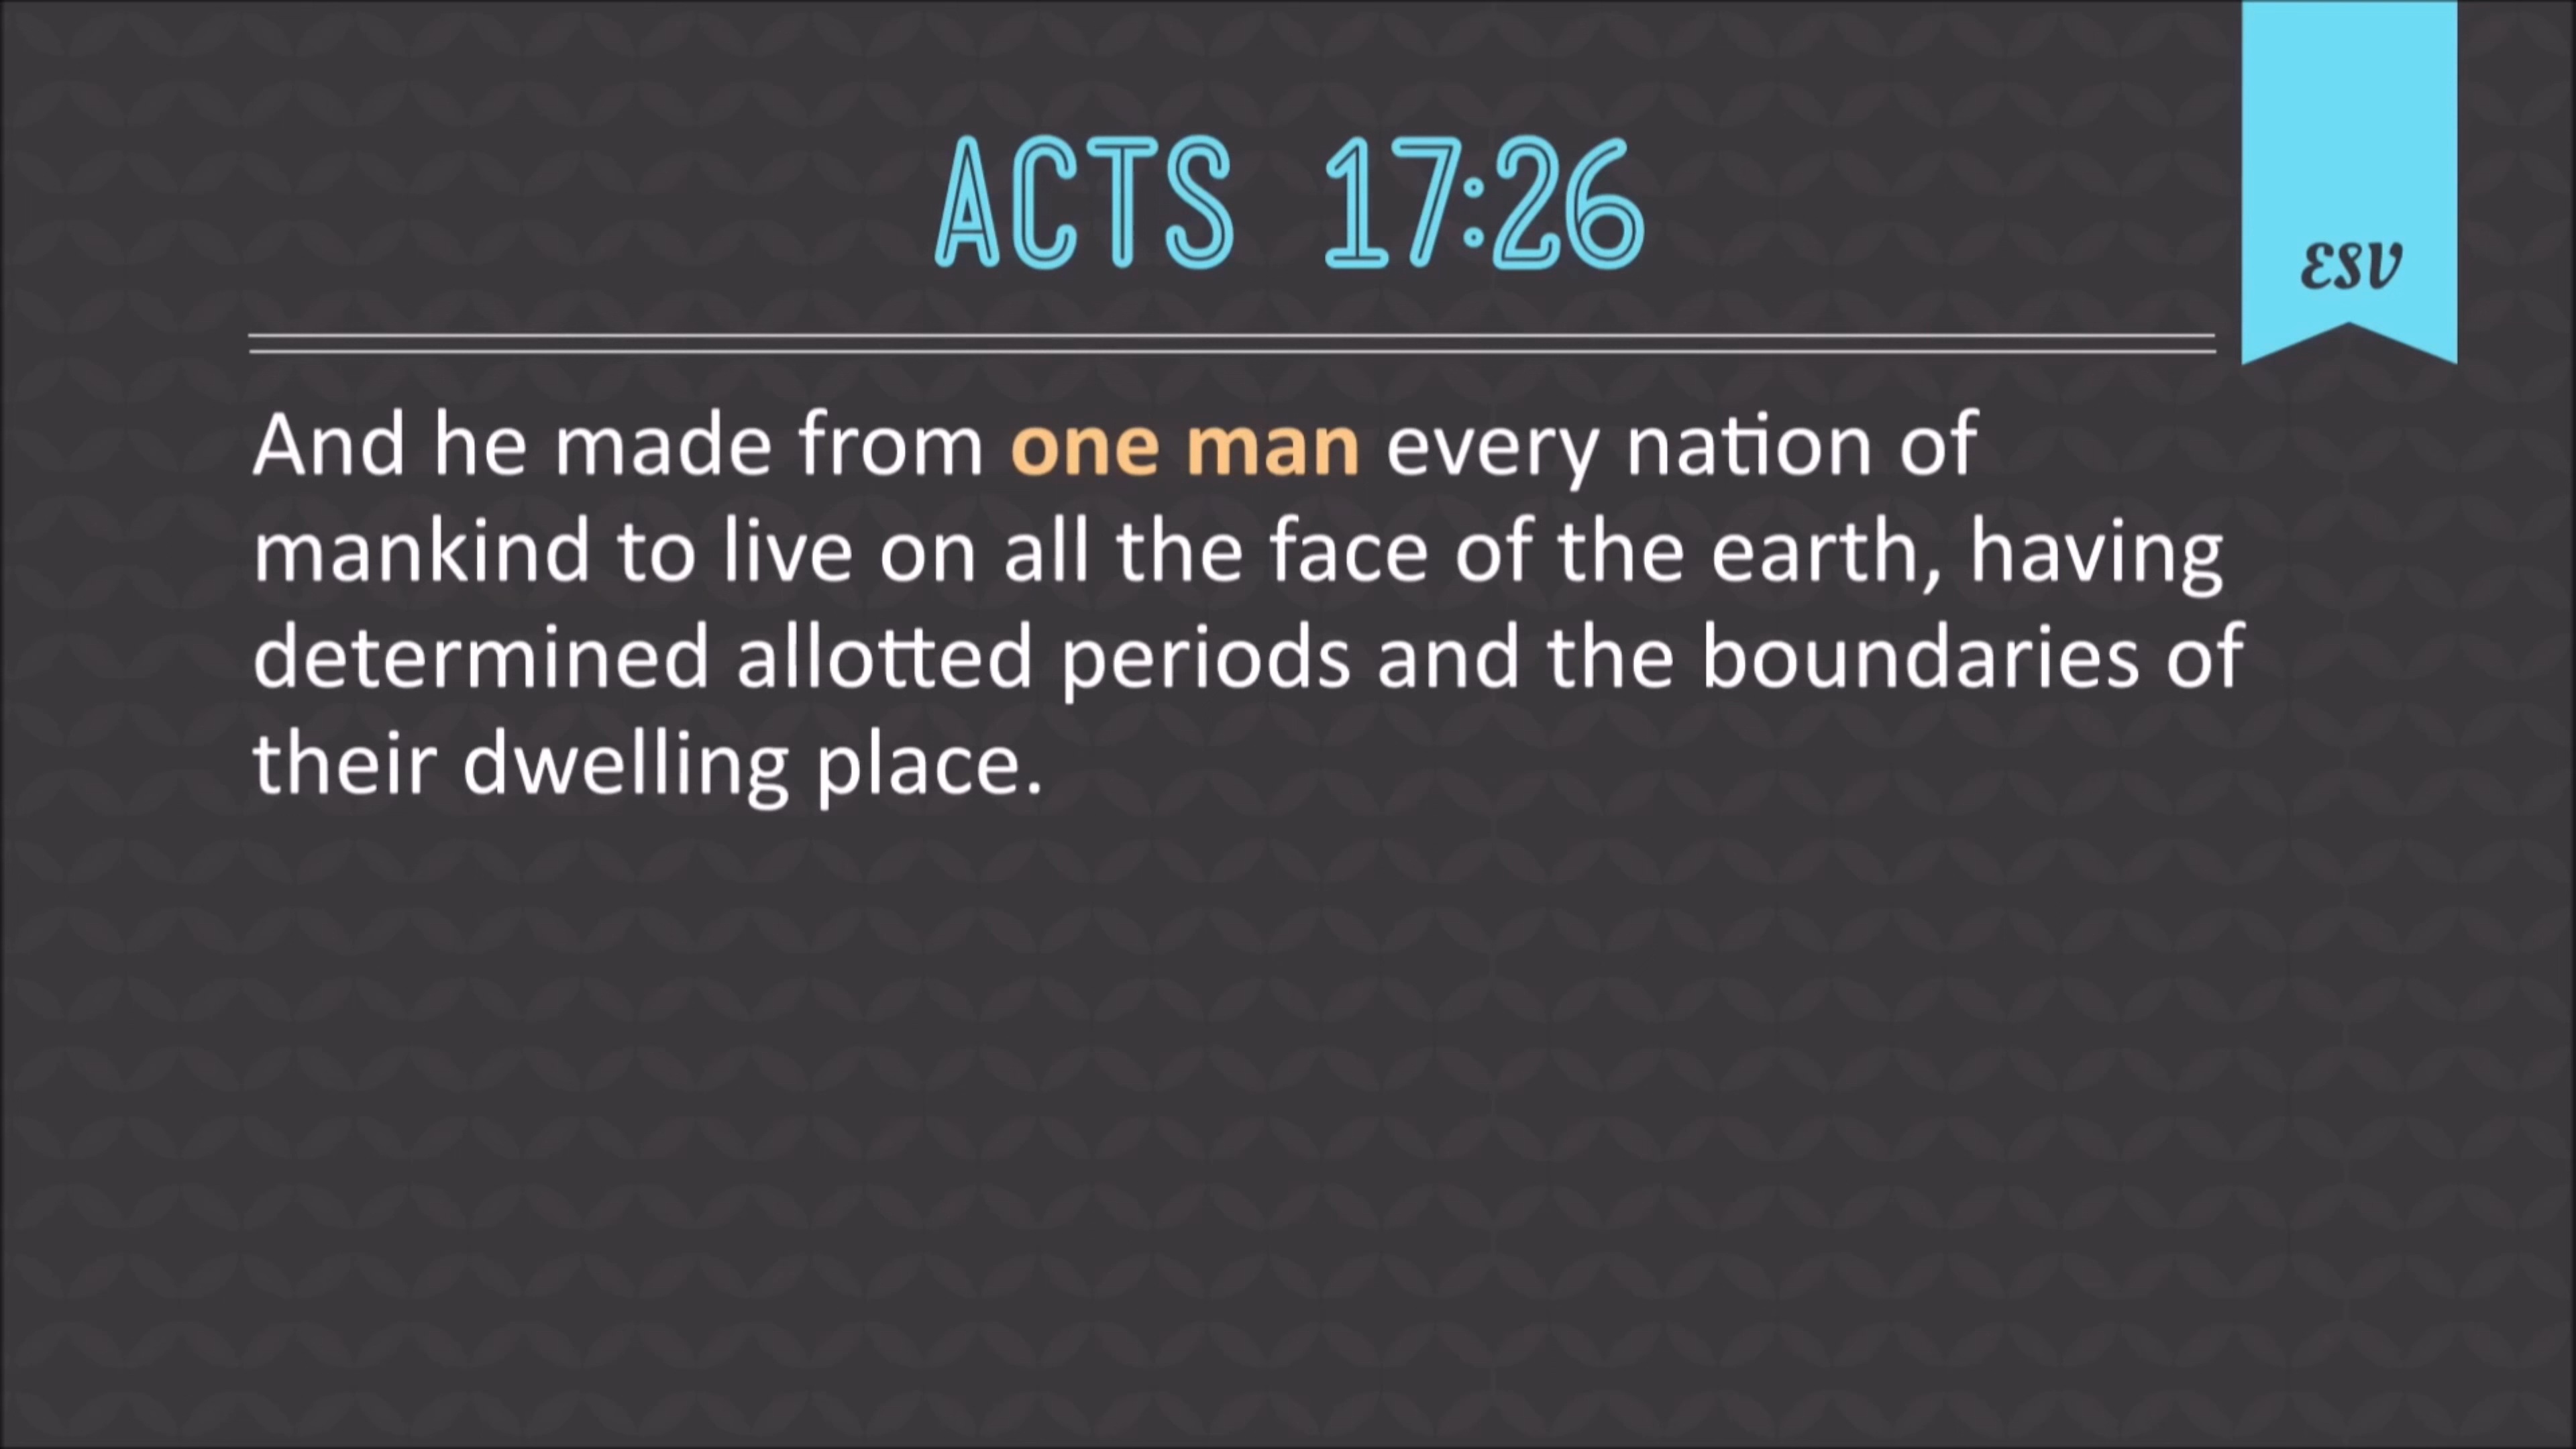 ACTS 17:26
ESV
And he made from one man every nation of
mankind to live on all the face of the earth, having
determined allotted periods and the boundaries of
their dwelling place.